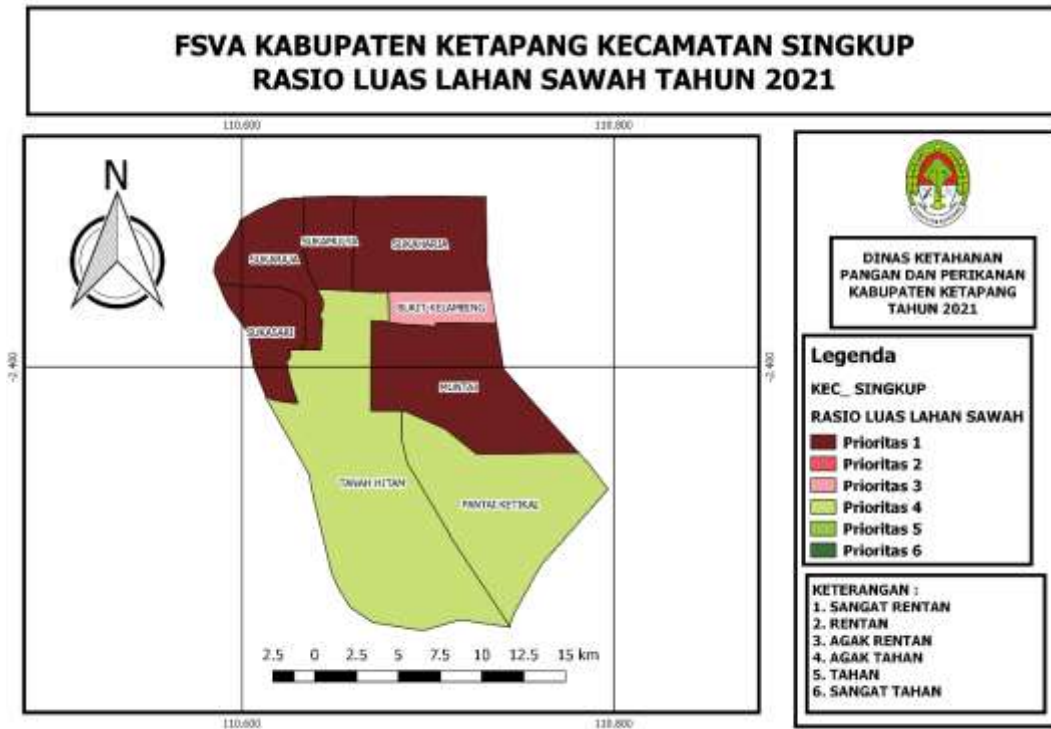 FSVA KABUPATEN KETAPANG KECAMATAN SINGKUP
RASIO LUAS LAHAN SAWAH TAHUN 2021
110.600
110.800
N
SUKAMULYA
SUKAHARJA
SUKARAJA
BUKIT KELAMBENG
SUKASARI
-2.400
-2.400
MUNTAI
TANAH HITAM
PANTAI KETIKAL
2.5 0 2.5 5 7.5 10 12.5 15 km
110.600
110.800
DINAS KETAHANAN
PANGAN DAN PERIKANAN
KABUPATEN KETAPANG
TAHUN 2021
Legenda
KEC_ SINGKUP
RASIO LUAS LAHAN SAWAH
Prioritas 1
Prioritas 2
Prioritas 3
Prioritas 4
Prioritas 5
Prioritas 6
KETERANGAN :
1. SANGAT RENTAN
2. RENTAN
3. AGAK RENTAN
4. AGAK TAHAN
5. TAHAN
6. SANGAT TAHAN